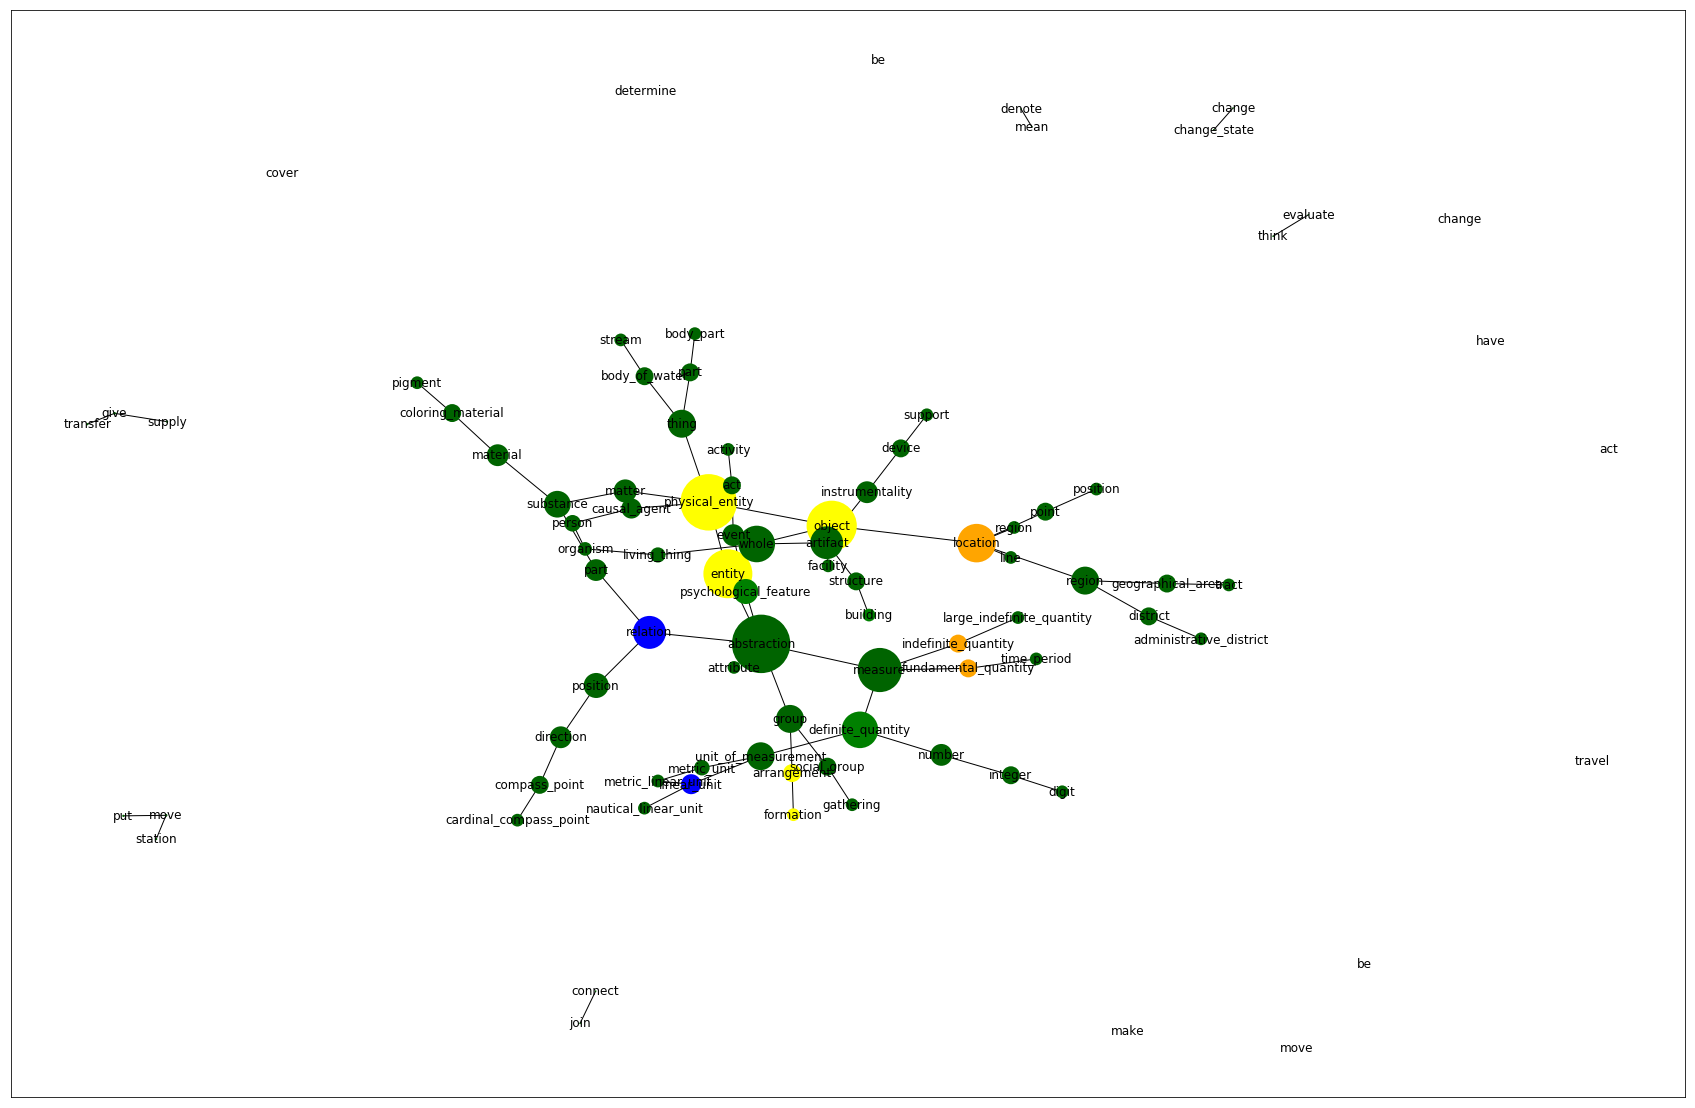 be
determine
denote
change
mean
change_state
cover
evaluate
change
think
body_part
stream
have
part
body_of_water
pigment
give
coloring_material
support
transfer
supply
thing
device
act
activity
material
act
position
matter
instrumentality
physical_entity
substance
causal_agent
point
person
object
region
event
whole
artifact
location
organism
living_thing
line
facility
part
entity
structure
region
geographical_area
tract
psychological_feature
building
district
large_indefinite_quantity
relation
administrative_district
abstraction
indefinite_quantity
time_period
attribute
measure
fundamental_quantity
position
group
definite_quantity
direction
number
unit_of_measurement
travel
metric_unit
social_group
arrangement
integer
metric_linear_unit
linear_unit
compass_point
digit
gathering
nautical_linear_unit
put
move
formation
cardinal_compass_point
station
be
connect
join
make
move